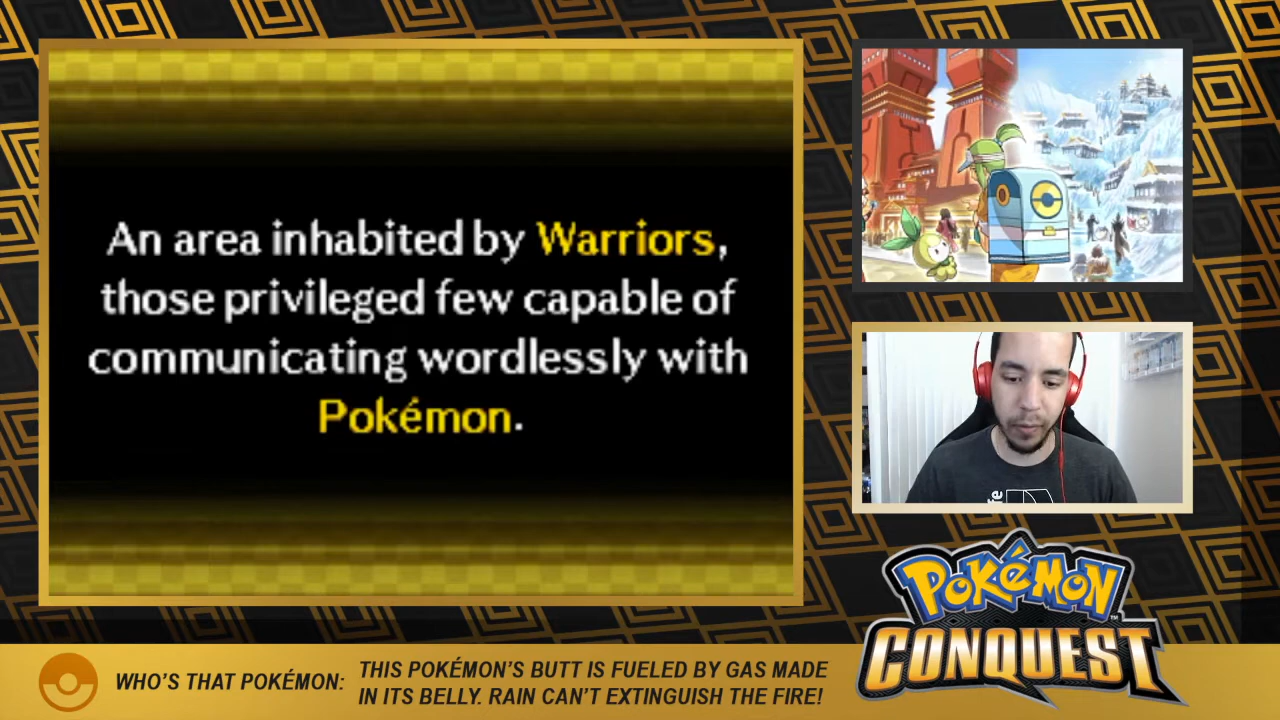 An area inhabited by Warriors,
those privileged few capable of
communicating wordlessly with
Pokémon.
POKéMON™
CONQUEST
WHO'S THAT POKÉMON:
THIS POKÉMON'S BUTT IS FUELED BY GAS MADE
IN ITS BELLY. RAIN CAN'T EXTINGUISH THE FIRE!